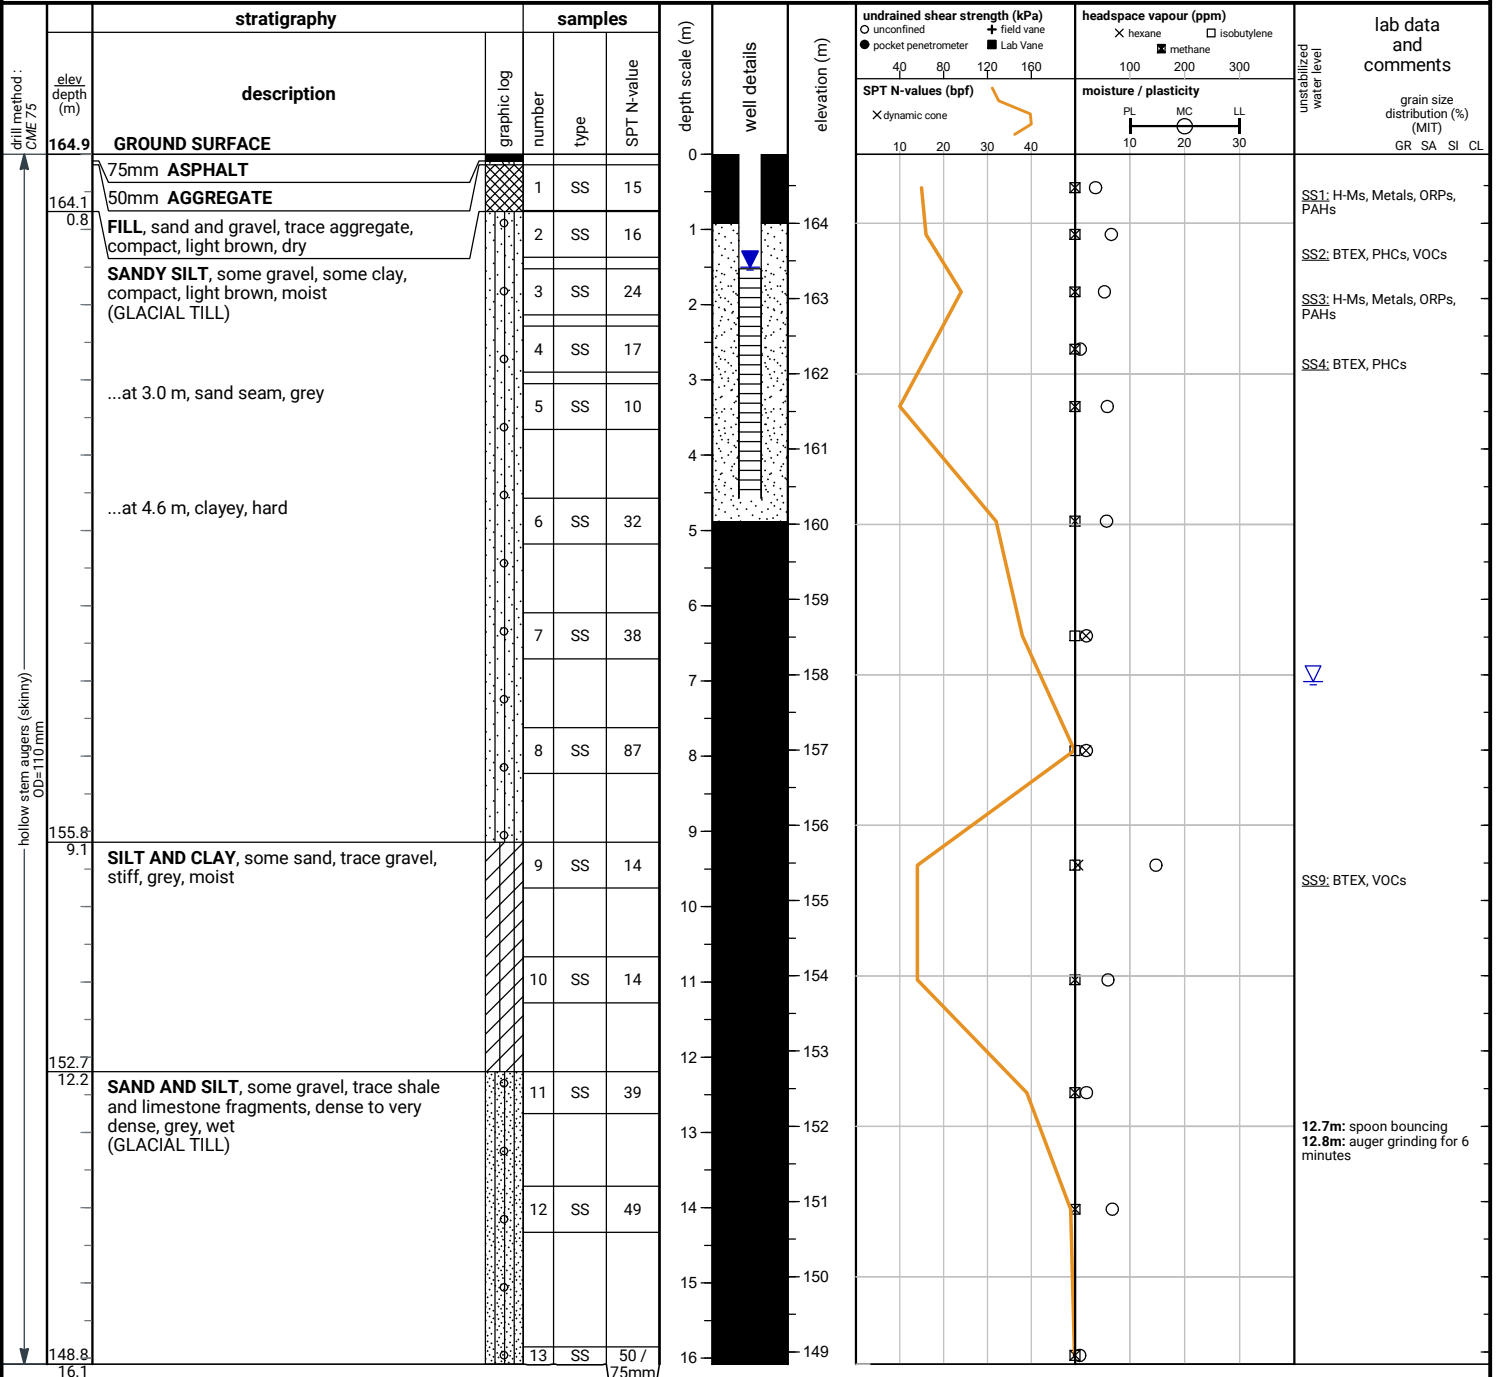 stratigraphy
samples
drill method :
CME 75
elev
depth
(m)
description
graphic log
number
type
SPT N-value
depth scale (m)
well details
elevation (m)
undrained shear strength (kPa)
unconfined
field vane
pocket penetrometer
Lab Vane
40 80 120 160
SPT N-values (bpf)
dynamic cone
10 20 30 40
headspace vapour (ppm)
hexane
isobutylene
methane
100 200 300
moisture / plasticity
PL MC LL
10 20 30
unstabilized
water level
lab data
and
comments
grain size
distribution (%)
(MIT)
GR SA SI CL
164.9 GROUND SURFACE
75mm ASPHALT
50mm AGGREGATE
164.1
0.8
FILL, sand and gravel, trace aggregate,
compact, light brown, dry
SANDY SILT, some gravel, some clay,
compact, light brown, moist
(GLACIAL TILL)
...at 3.0 m, sand seam, grey
...at 4.6 m, clayey, hard
155.8
9.1
SILT AND CLAY, some sand, trace gravel,
stiff, grey, moist
152.7
12.2
SAND AND SILT, some gravel, trace shale
and limestone fragments, dense to very
dense, grey, wet
(GLACIAL TILL)
148.8
16.1
hollow stem augers (skinny)
OD=110 mm
1 SS 15
2 SS 16
3 SS 24
4 SS 17
5 SS 10
6 SS 32
7 SS 38
8 SS 87
9 SS 14
10 SS 14
11 SS 39
12 SS 49
13 SS 50 /
75mm
0
1
2
3
4
5
6
7
8
9
10
11
12
13
14
15
16
164
163
162
161
160
159
158
157
156
155
154
153
152
151
150
149
SS1: H-Ms, Metals, ORPs,
PAHs
SS2: BTEX, PHCs, VOCs
SS3: H-Ms, Metals, ORPs,
PAHs
SS4: BTEX, PHCs
SS9: BTEX, VOCs
12.7m: spoon bouncing
12.8m: auger grinding for 6
minutes